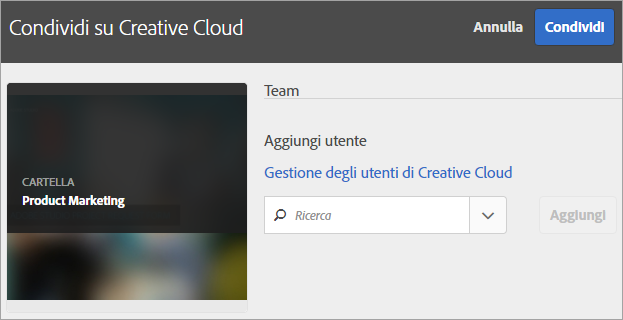 Condividi su Creative Cloud
Annulla
Condividi
Team
Aggiungi utente
CARTELLA
Product Marketing
Gestione degli utenti di Creative Cloud
Ricerca
Aggiungi